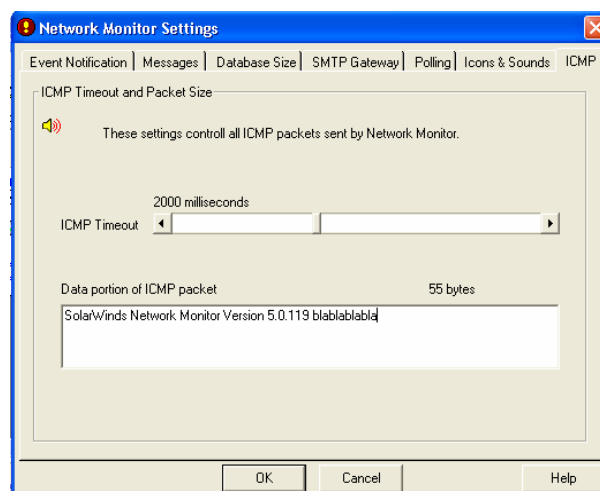 Network Monitor Settings
Event Notification Messages Database Size SMTP Gateway Polling Icons & Sounds ICMP
ICMP Timeout and Packet Size
These settings controll all ICMP packets sent by Network Monitor.
2000 milliseconds
ICMP Timeout
Data portion of ICMP packet 55 bytes
SolarWinds Network Monitor Version 5.0.119 blablablabla
OK Cancel Help